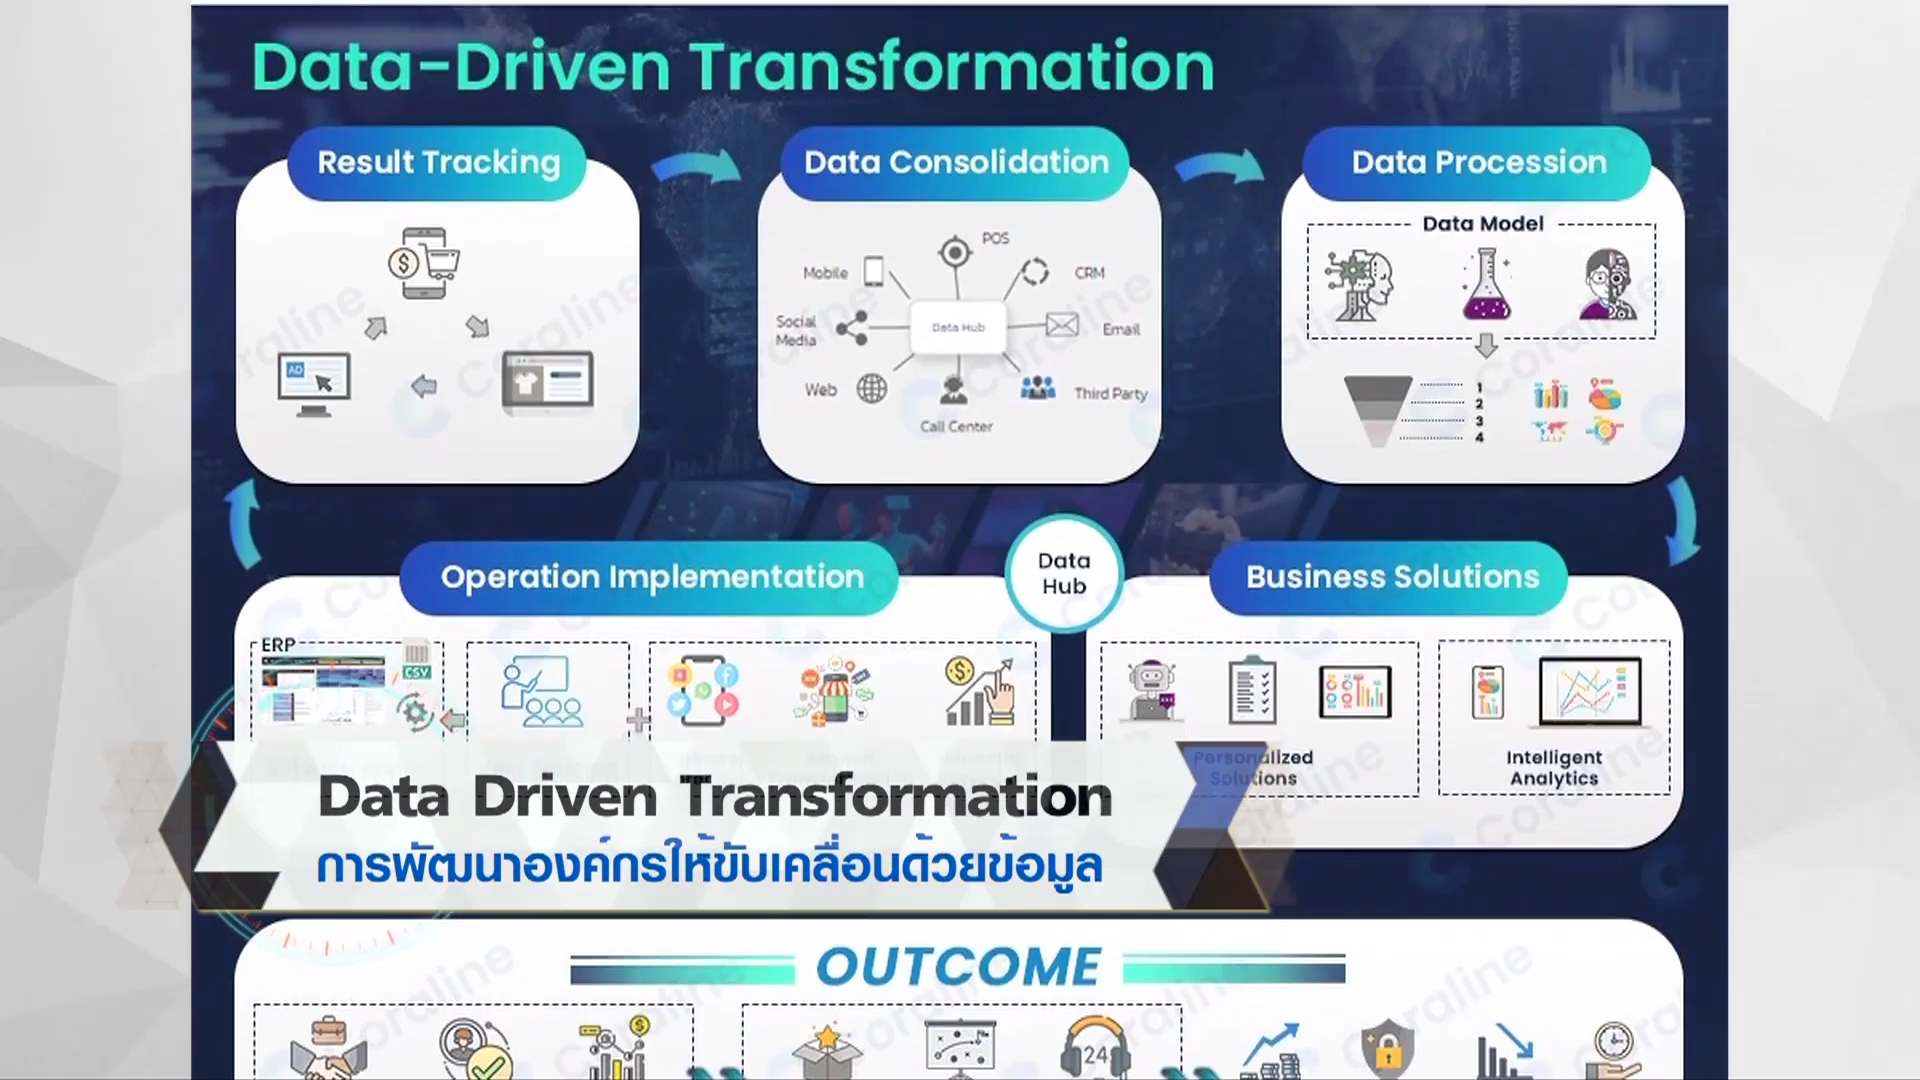 Data-Driven Transformation
Result Tracking
Data Consolidation
Data Procession
AD
POS
Mobile
CRM
Social
Media
Data Hub
Email
Web
Third Party
Call Center
Data Model
1
2
3
4
Operation Implementation
Data
Hub
Business Solutions
ERP
CSV
Personalized
Solutions
Intelligent
Analytics
Data Driven Transformation
การพัฒนาองค์กรให้ขับเคลื่อนด้วยข้อมูล
OUTCOME
24
Coraline